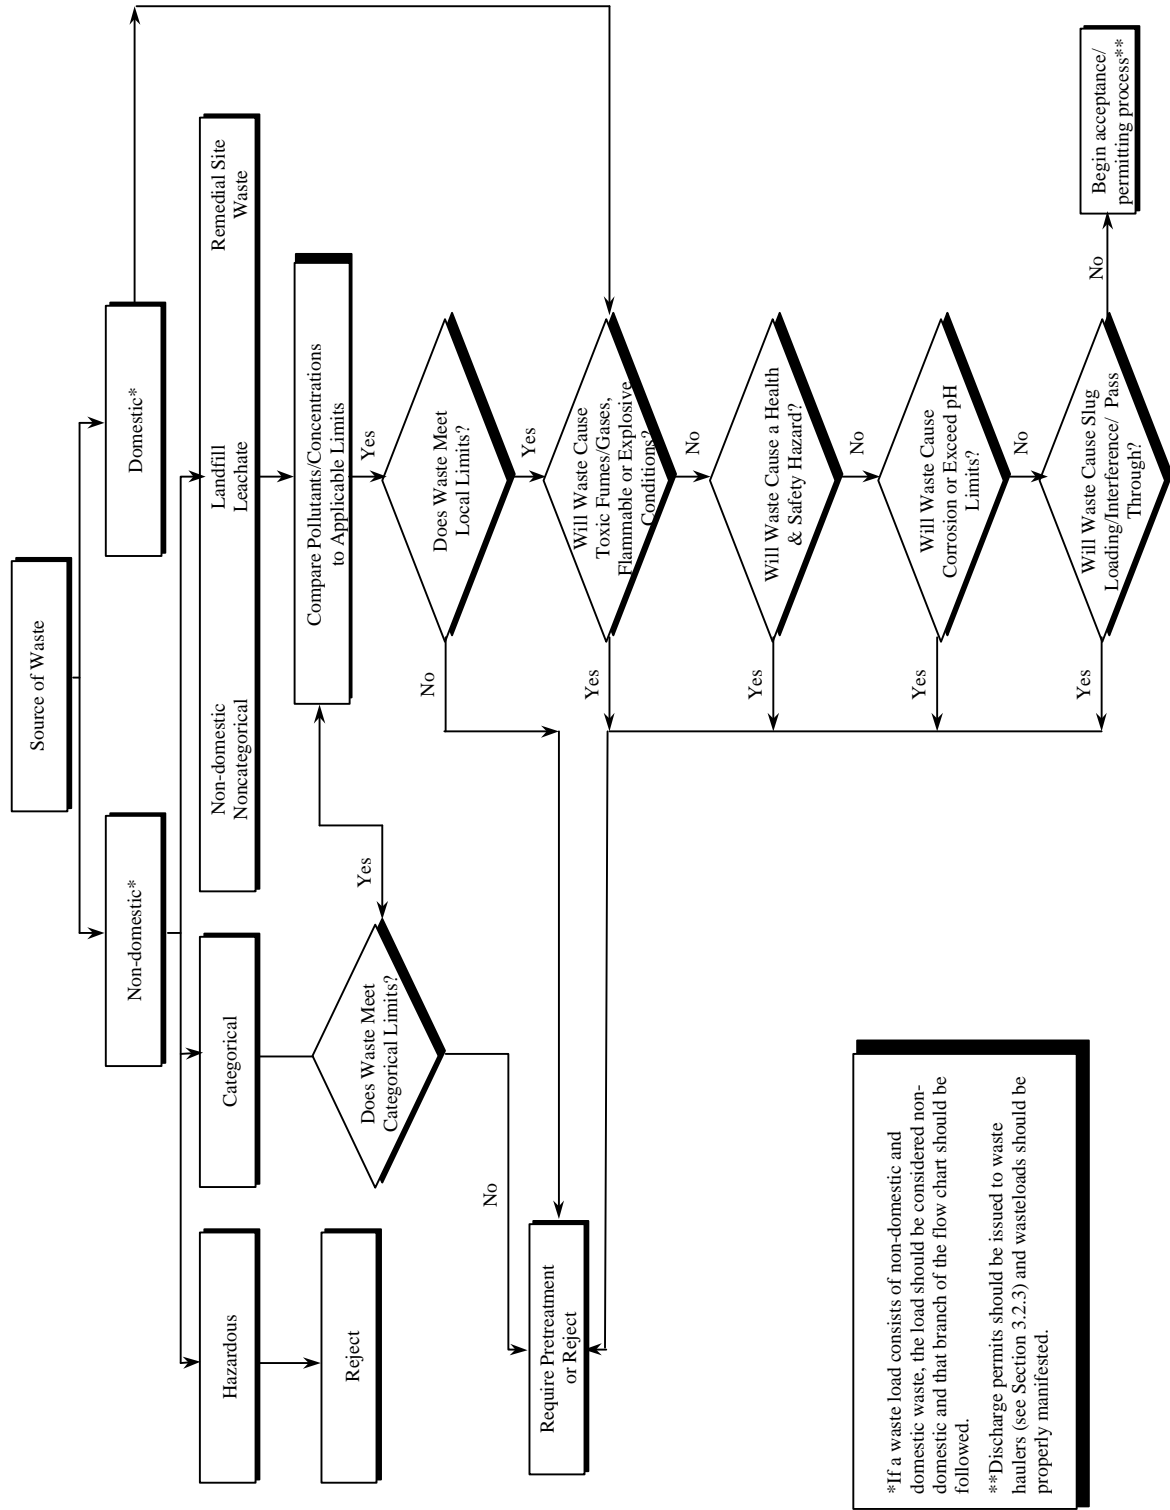 Source of Waste
Non-domestic*
Domestic*
Hazardous
Categorical
Non-domestic
Noncategorical
Landfill
Leachate
Remedial Site
Waste
Reject
Does Waste Meet
Categorical Limits?
Yes
No
Compare Pollutants/Concentrations
to Applicable Limits
Yes
Does Waste Meet
Local Limits?
No
Yes
Require Pretreatment
or Reject
Will Waste Cause
Toxic Fumes/Gases,
Flammable or Explosive
Conditions?
Yes
No
Will Waste Cause a Health
& Safety Hazard?
Yes
No
Will Waste Cause
Corrosion or Exceed pH
Limits?
Yes
No
Will Waste Cause Slug
Loading/Interference/ Pass
Through?
Yes
No
Begin acceptance/
permitting process**
*If a waste load consists of non-domestic and
domestic waste, the load should be considered non-
domestic and that branch of the flow chart should be
followed.
**Discharge permits should be issued to waste
haulers (see Section 3.2.3) and wasteloads should be
properly manifested.